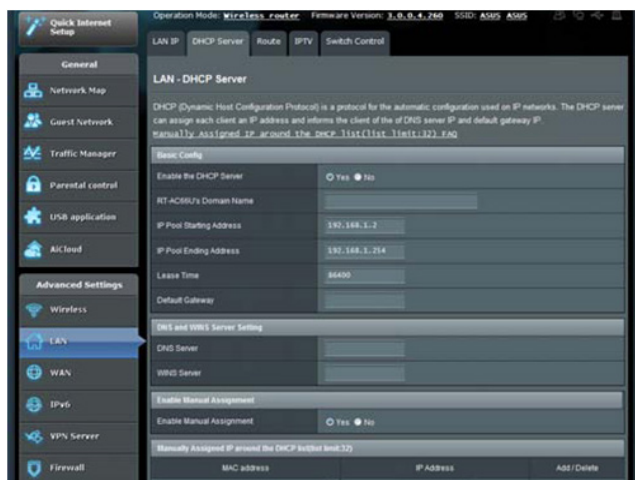 Quick Internet
Setup
Operation Mode: Wireless router Firmware Version: 3.0.0.4.260 SSID: ASUS ASUS
LAN IP DHCP Server Route IPTV Switch Control
General
Network Map
Guest Network
Traffic Manager
Parental control
USB application
AiCloud
Advanced Settings
Wireless
LAN
WAN
IPv6
VPN Server
Firewall
LAN - DHCP Server
DHCP (Dynamic Host Configuration Protocol) is a protocol for the automatic configuration used on IP networks. The DHCP server
can assign each client an IP address and informs the client of the of DNS server IP and default gateway IP.
Manually Assigned IP around the DHCP list(list limit:32) FAQ
Basic Config
Enable the DHCP Server Yes No
RT-AC66U's Domain Name
IP Pool Starting Address 192.168.1.2
IP Pool Ending Address 192.168.1.254
Lease Time 86400
Default Gateway
DNS and WINS Server Setting
DNS Server
WINS Server
Enable Manual Assignment
Enable Manual Assignment Yes No
Manually Assigned IP around the DHCP list(list limit:32)
MAC address IP Address Add / Delete